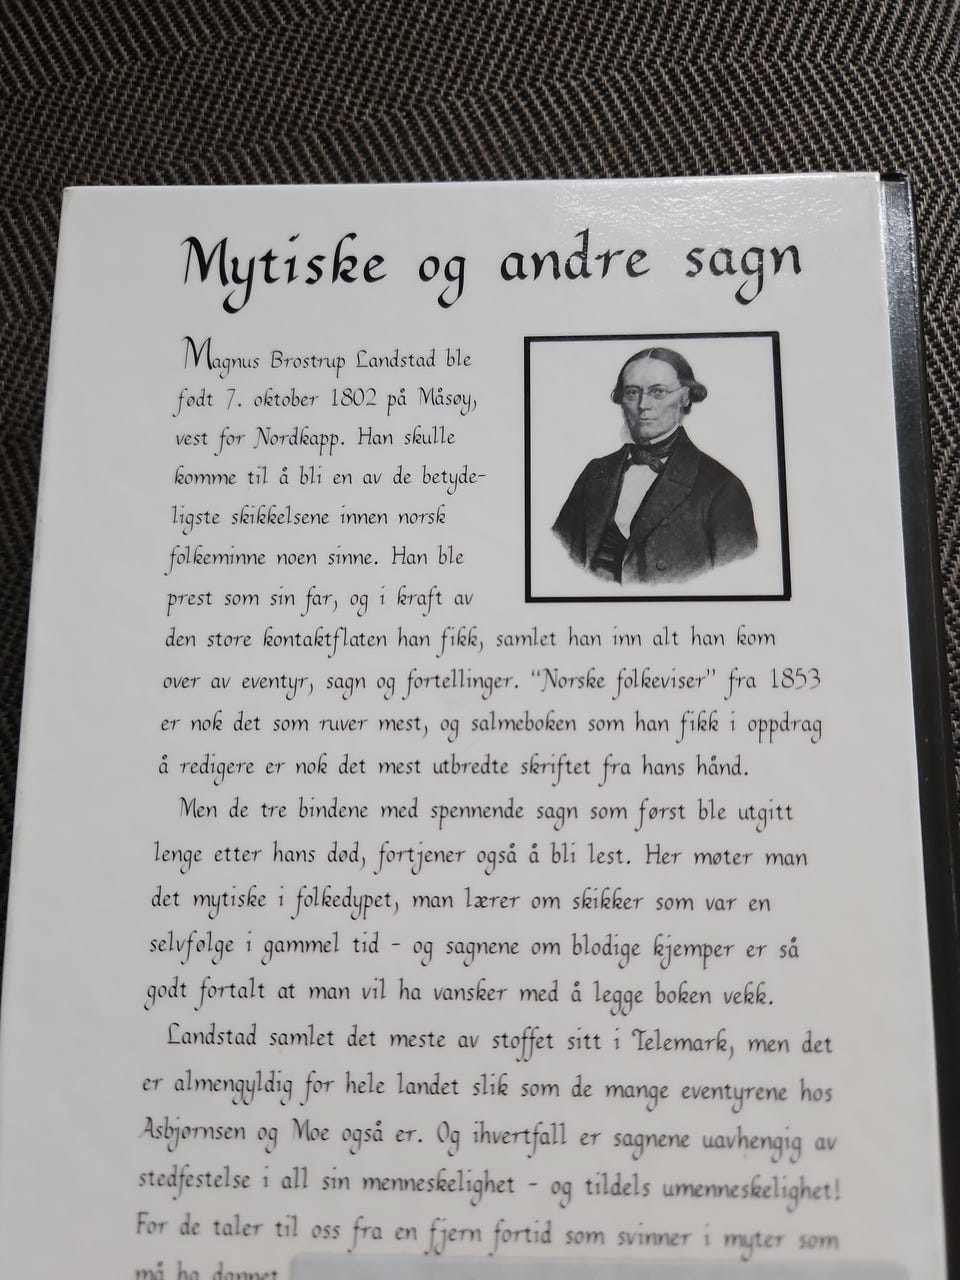 Mytiske og andre sagn
Magnus Brostrup Landstad ble
født 7. oktober 1802 på Måsøy,
vest for Nordkapp. Han skulle
komme til å bli en av de betyde-
ligste skikkelsene innen norsk
folkeminne noen sinne. Han ble
prest som sin far, og i kraft av
den store kontaktflaten han fikk, samlet han inn alt han kom
over av eventyr, sagn og fortellinger. "Norske folkeviser" fra 1853
er nok det som ruver mest, og salmeboken som han fikk i oppdrag
å redigere er nok det mest utbredte skriftet fra hans hånd.
Men de tre bindene med spennende sagn som først ble utgitt
lenge etter hans død, fortjener også å bli lest. Her møter man
det mytiske i folkedypet, man lærer om skikker som var en
selvfølge i gammel tid - og sagnene om blodige kjemper er så
godt fortalt at man vil ha vansker med å legge boken vekk.
Landstad samlet det meste av stoffet sitt i Telemark, men det
er almengyldig for hele landet slik som de mange eventyrene hos
Asbjørnsen og Moe også er. Og ihvertfall er sagnene uavhengig av
stedfestelse i all sin menneskelighet - og tildels umenneskelighet!
For de taler til oss fra en fjern fortid som svinner i myter som
må ha dannet